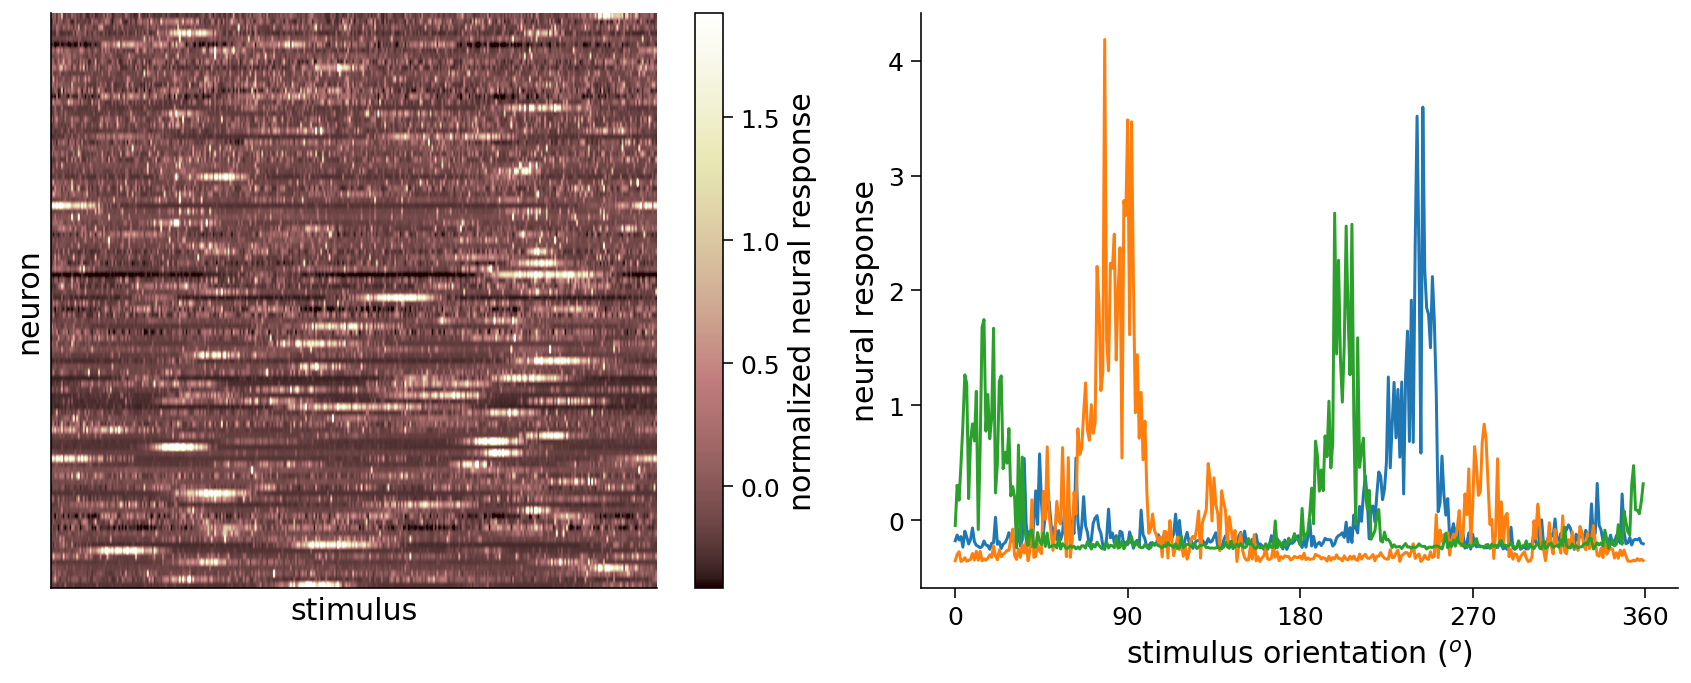 neuron
stimulus
1.5
1.0
0.5
0.0
normalized neural response
neural response
4
3
2
1
0
0 90 180 270 360
stimulus orientation (º)